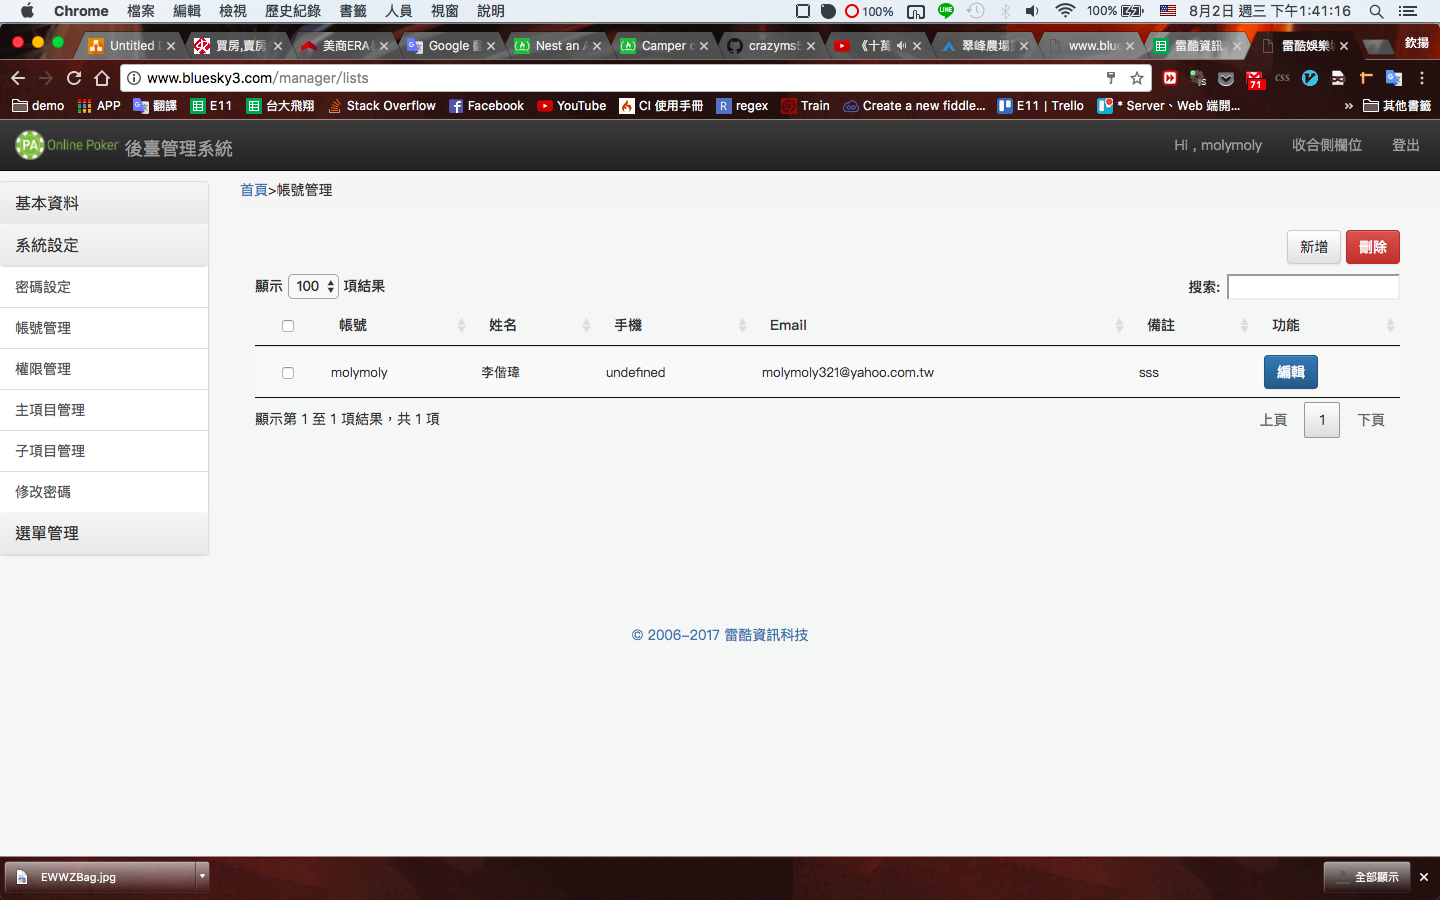 Chrome 檔案 編輯 檢視 歷史紀錄 書籤 人員 視窗 說明 100% LINE 100% 8月2日 週三 下午1:41:16
Untitled 買房,賣房 美商ERA Google Nest an A Camper c crazymsE 《十萬 翠峰農場 www.blue 雷酷資訊 雷酷娛樂 欽揚
www.bluesky3.com/manager/lists 71 css
demo APP 翻譯 E11 台大飛翔 Stack Overflow Facebook YouTube CI 使用手冊 regex Train Create a new fiddle... E11 | Trello * Server、Web 端開... » 其他書籤
PA Online Poker 後臺管理系統 Hi , molymoly 收合側欄位 登出
首頁>帳號管理
基本資料
系統設定
密碼設定
帳號管理
權限管理
主項目管理
子項目管理
修改密碼
選單管理
新增 刪除
顯示 100 項結果 搜索:
帳號 姓名 手機 Email 備註 功能
molymoly 李偕瑋 undefined molymoly321@yahoo.com.tw sss 編輯
顯示第 1 至 1 項結果，共 1 項 上頁 1 下頁
© 2006-2017 雷酷資訊科技
EWWZBag.jpg 全部顯示